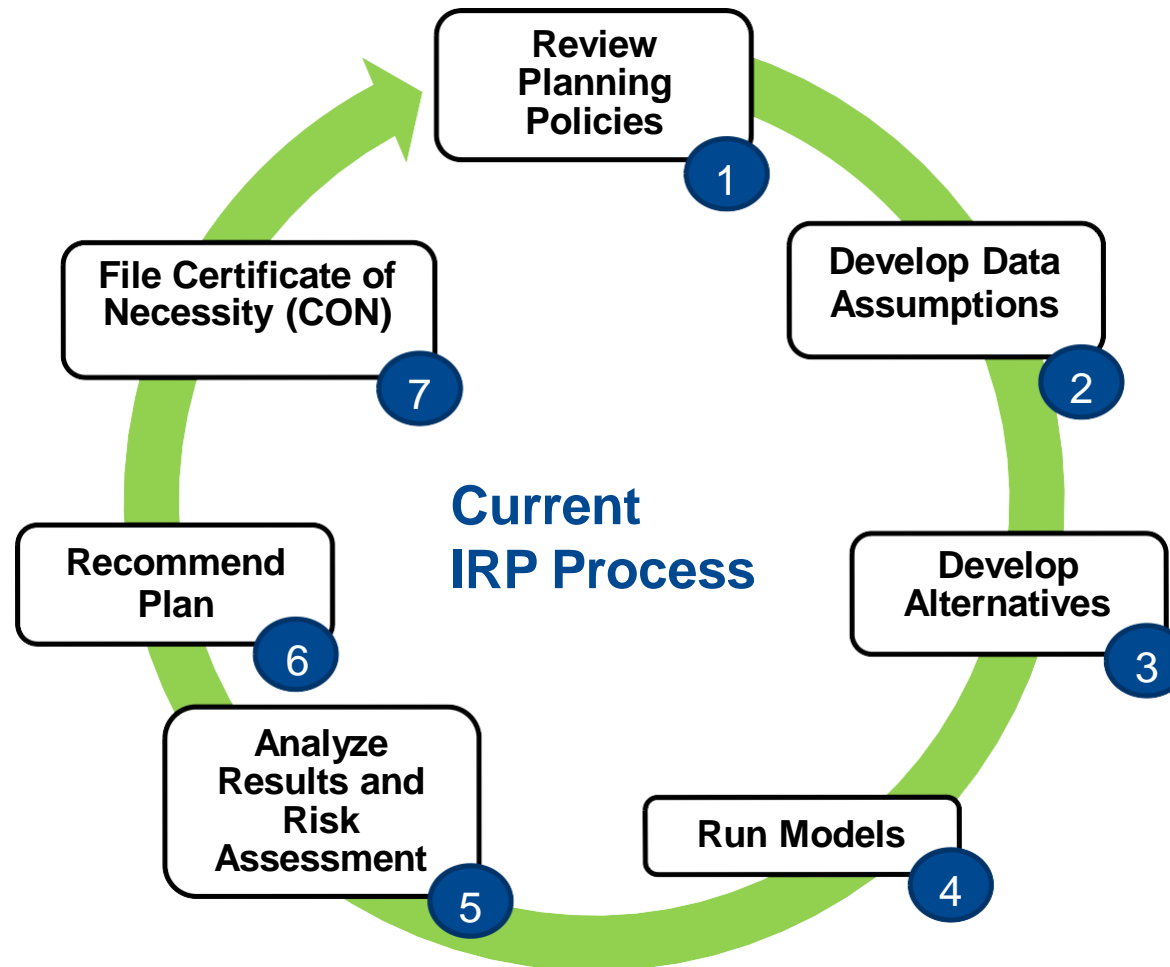 Review
Planning
Policies
1
Develop Data
Assumptions
2
Develop
Alternatives
3
Run Models
4
Analyze
Results and
Risk
Assessment
5
Recommend
Plan
6
File Certificate of
Necessity (CON)
7
Current
IRP Process